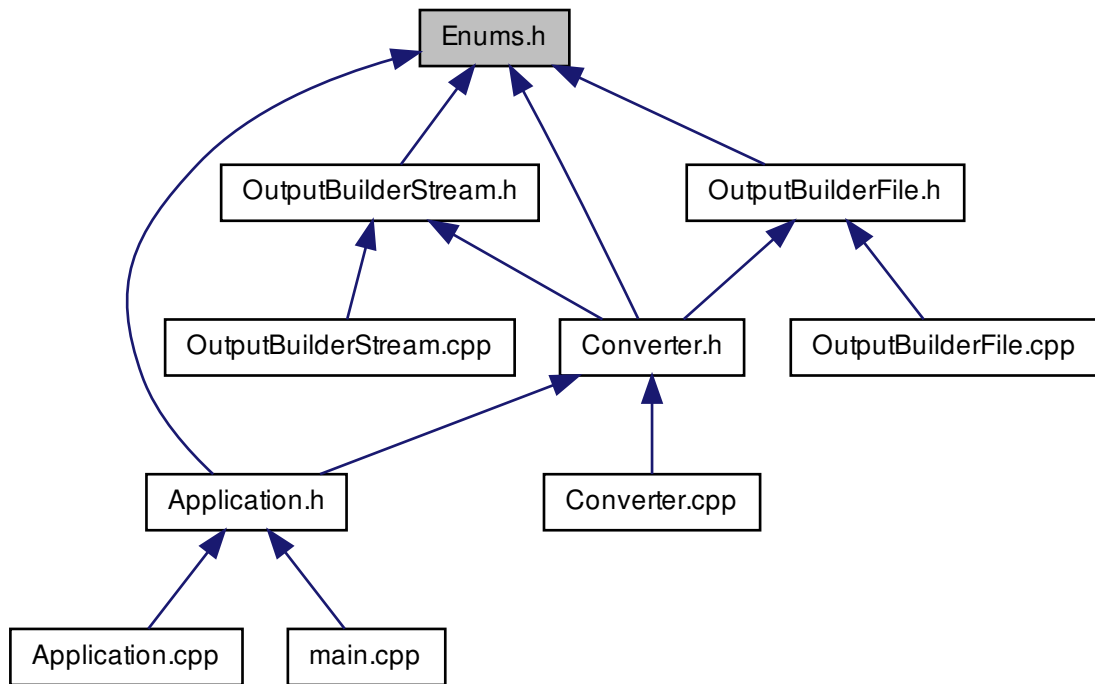 Enums.h
OutputBuilderStream.h
OutputBuilderFile.h
OutputBuilderStream.cpp
Converter.h
OutputBuilderFile.cpp
Application.h
Converter.cpp
Application.cpp
main.cpp